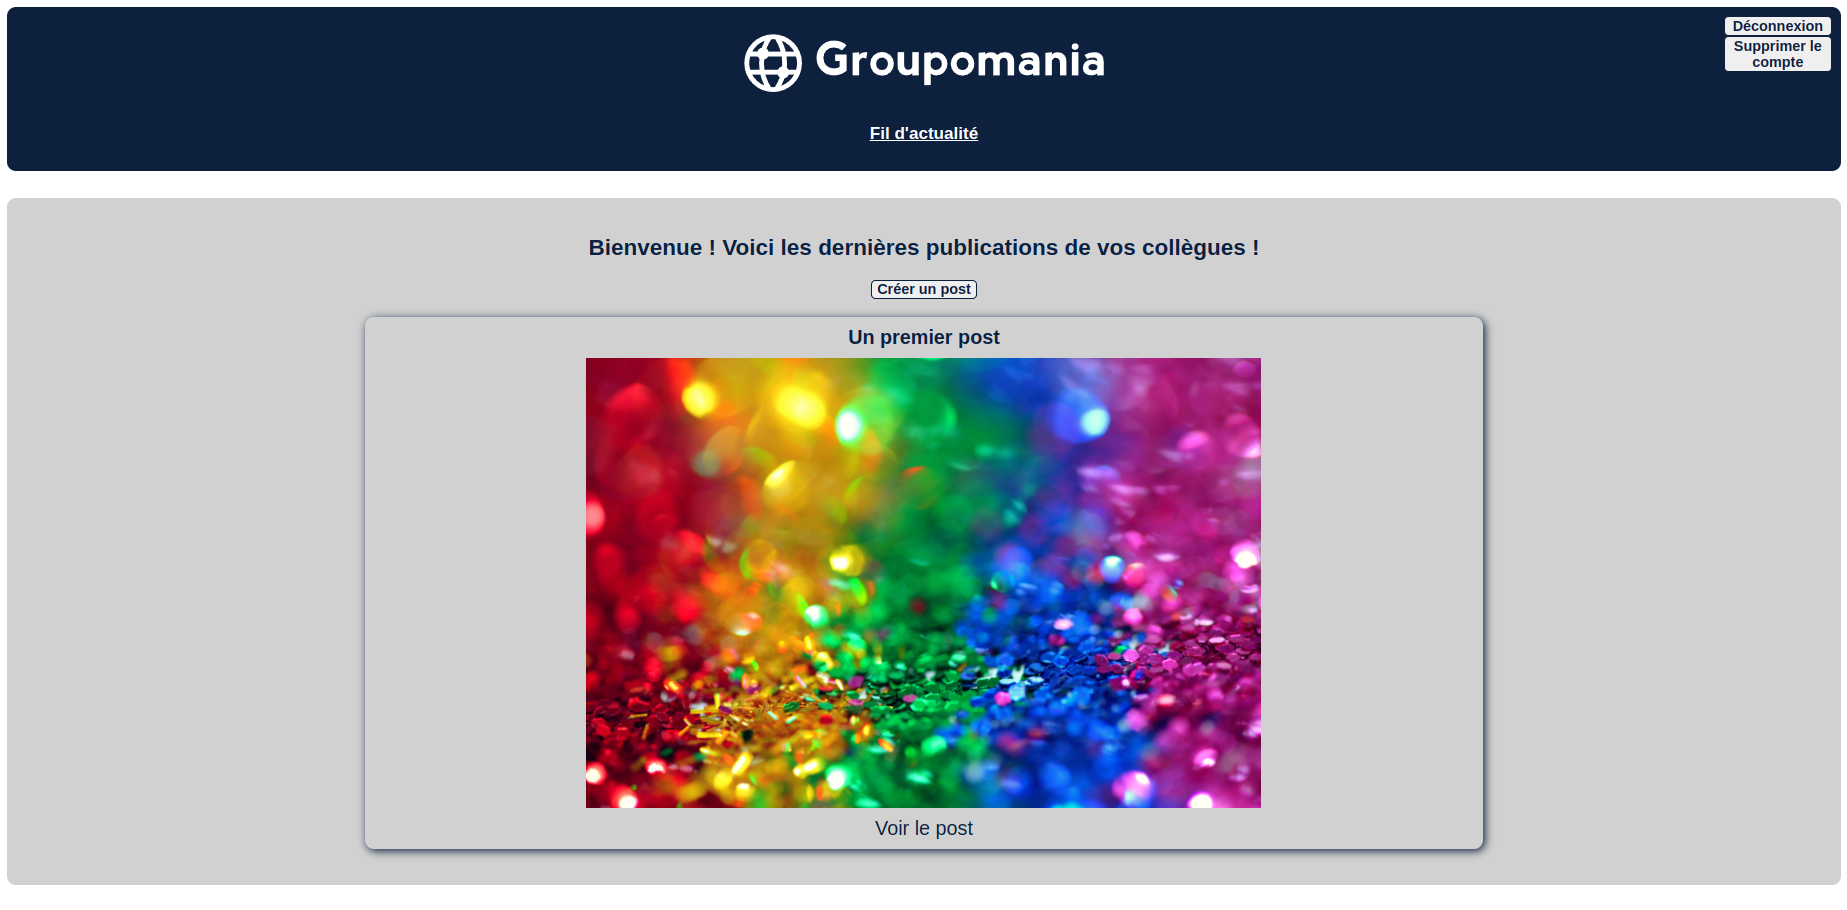 Déconnexion
Supprimer le
compte
Groupomania
Fil d'actualité
Bienvenue ! Voici les dernières publications de vos collègues !
Créer un post
Un premier post
Voir le post